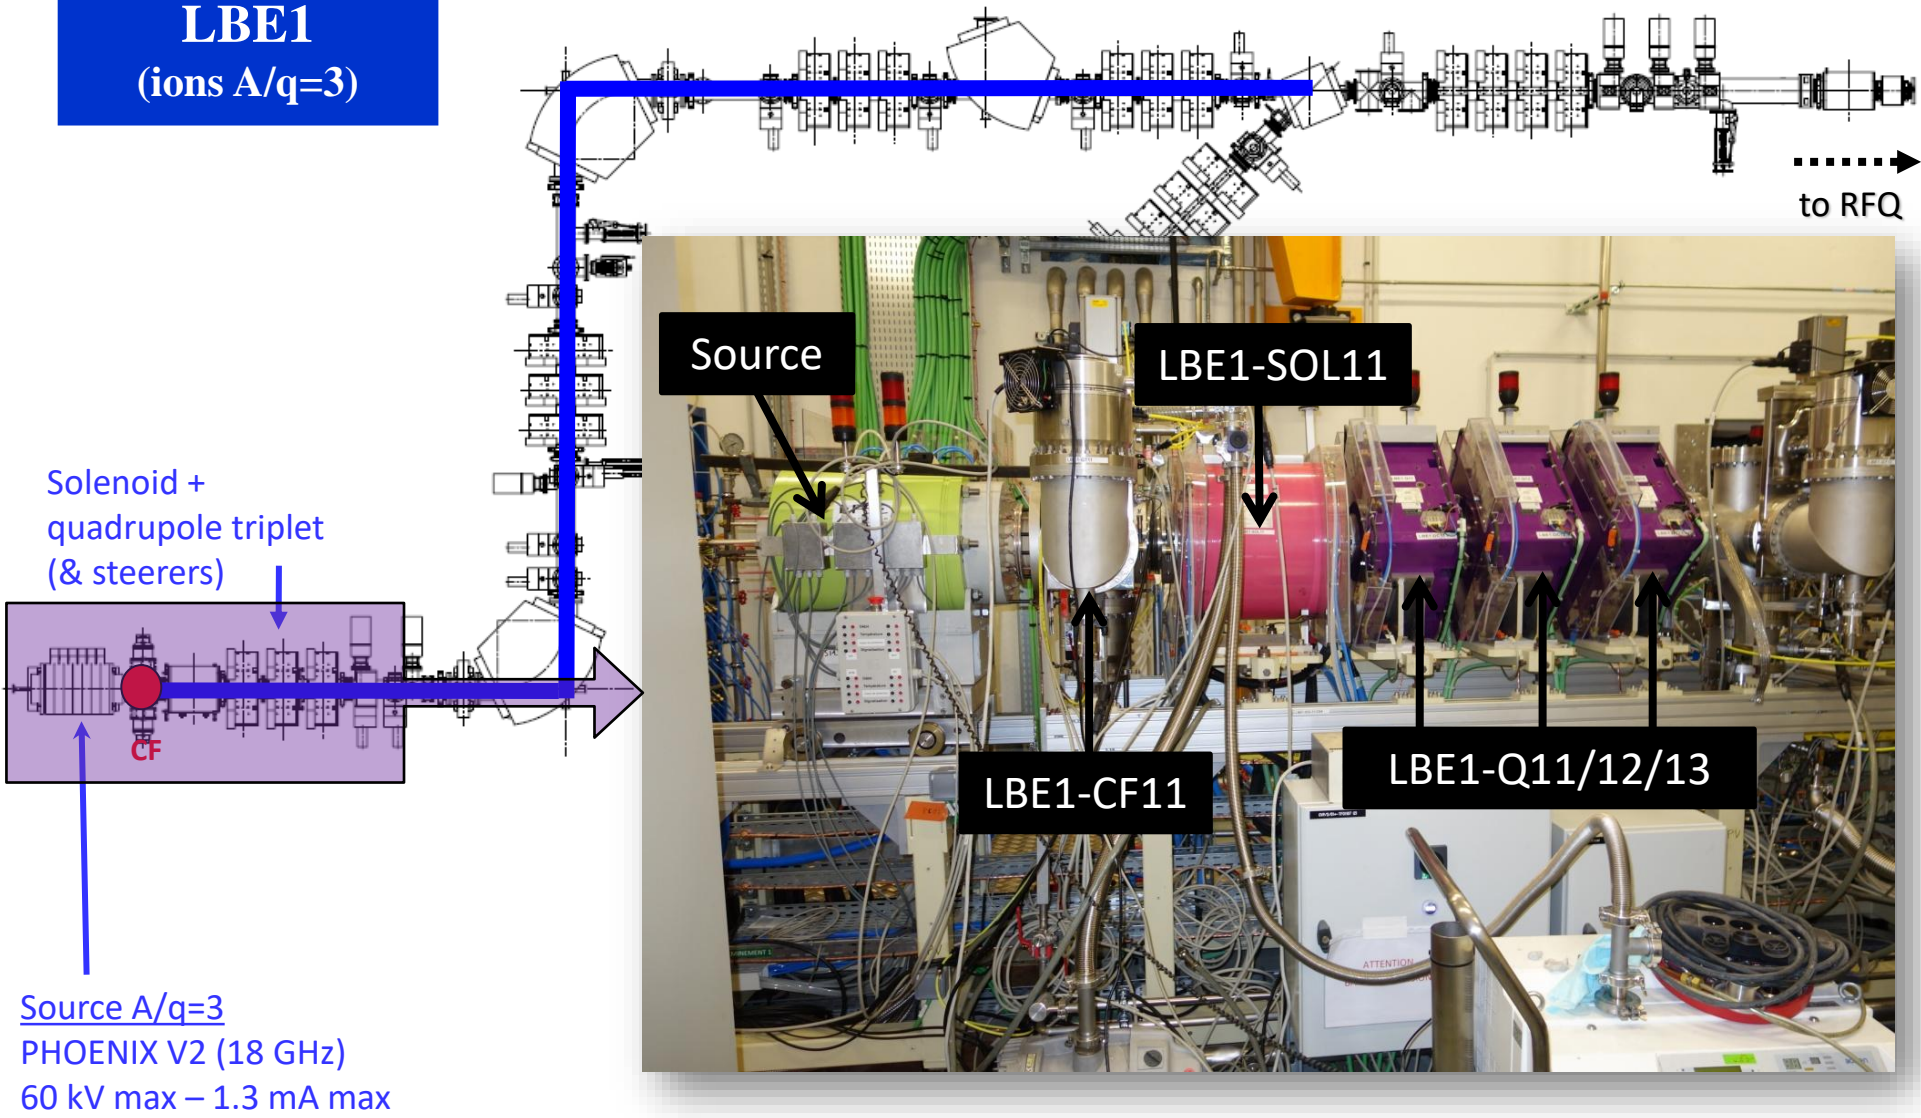 LBE1
(ions A/q=3)
to RFQ
Source
LBE1-SOL11
Solenoid +
quadrupole triplet
(& steerers)
CF
LBE1-CF11
LBE1-Q11/12/13
ATTENTION
Source A/q=3
PHOENIX V2 (18 GHz)
60 kV max – 1.3 mA max